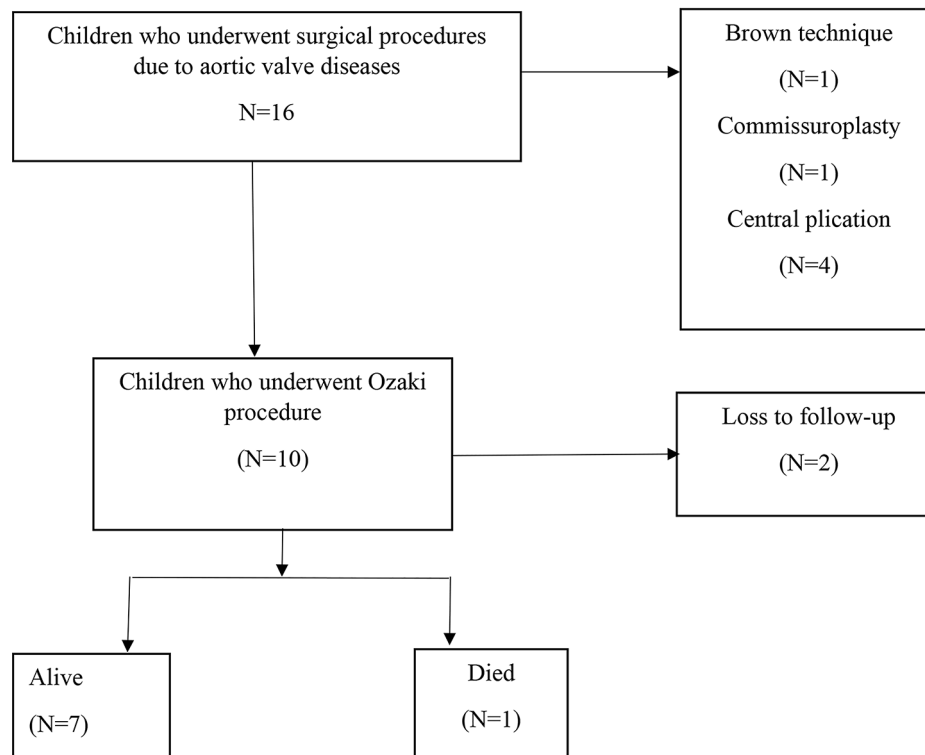 Children who underwent surgical procedures
due to aortic valve diseases
N=16
Brown technique
(N=1)
Commissuroplasty
(N=1)
Central plication
(N=4)
Children who underwent Ozaki
procedure
(N=10)
Loss to follow-up
(N=2)
Alive
(N=7)
Died
(N=1)